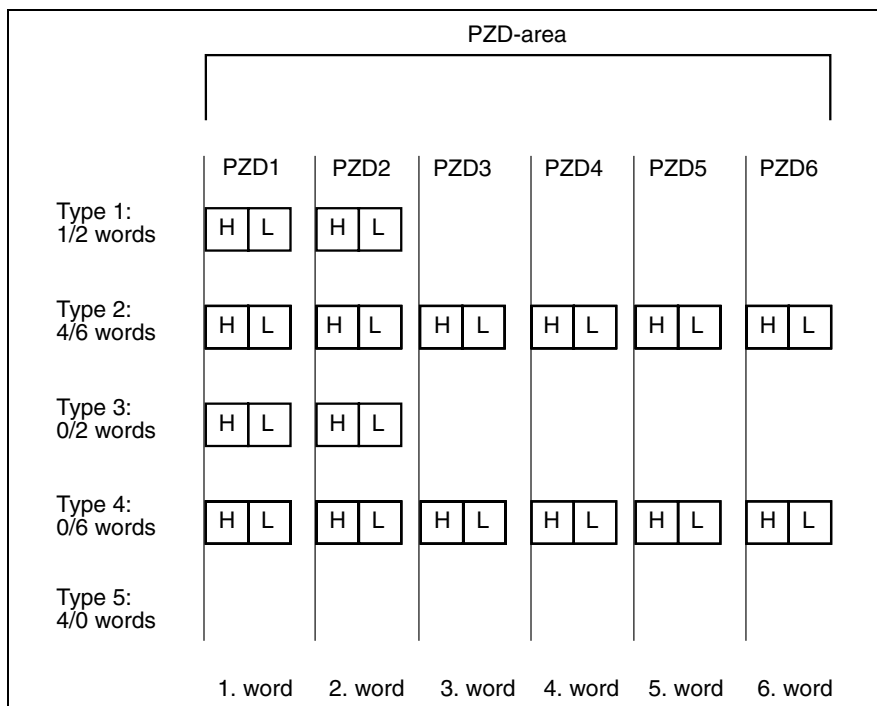 PZD-area
PZD1 PZD2 PZD3 PZD4 PZD5 PZD6
Type 1:
1/2 words
H L H L
Type 2:
4/6 words
H L H L H L H L H L H L
Type 3:
0/2 words
H L H L
Type 4:
0/6 words
H L H L H L H L H L H L
Type 5:
4/0 words
1. word 2. word 3. word 4. word 5. word 6. word